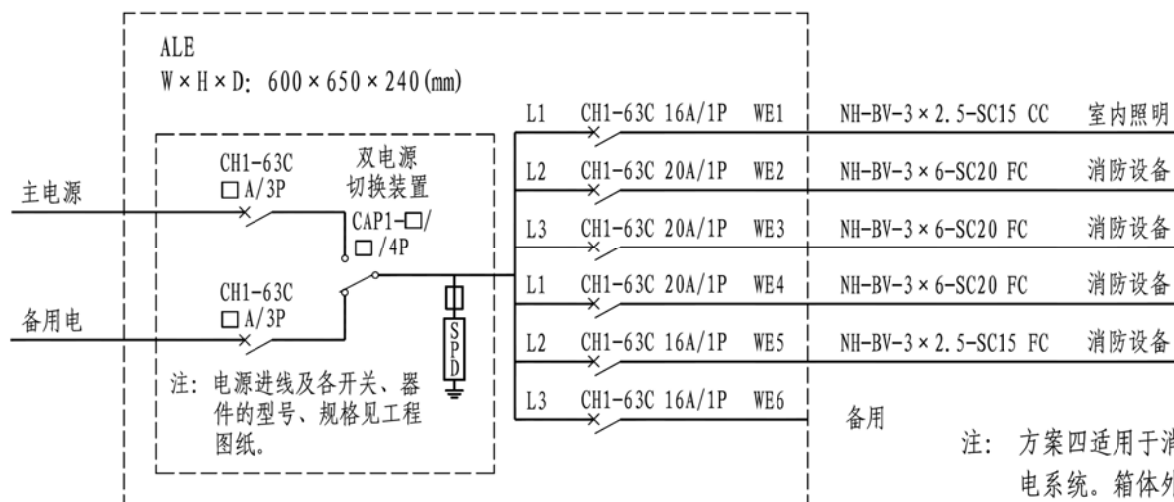 ALE
W×H×D: 600×650×240(mm)
主电源
CH1-63C
□A/3P
双电源
切换装置
CAP1-□/
□/4P
备用电
CH1-63C
□A/3P
SPD
注: 电源进线及各开关、器
件的型号、规格见工程
图纸。
L1 CH1-63C 16A/1P WE1 NH-BV-3×2.5-SC15 CC 室内照明
L2 CH1-63C 20A/1P WE2 NH-BV-3×6-SC20 FC 消防设备
L3 CH1-63C 20A/1P WE3 NH-BV-3×6-SC20 FC 消防设备
L1 CH1-63C 20A/1P WE4 NH-BV-3×6-SC20 FC 消防设备
L2 CH1-63C 16A/1P WE5 NH-BV-3×2.5-SC15 FC 消防设备
L3 CH1-63C 16A/1P WE6 备用
注: 方案四适用于消
电系统。箱体外